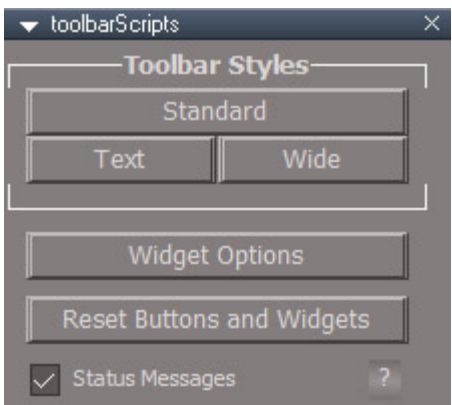 toolbarScripts
Toolbar Styles
Standard
Text Wide
Widget Options
Reset Buttons and Widgets
Status Messages ?